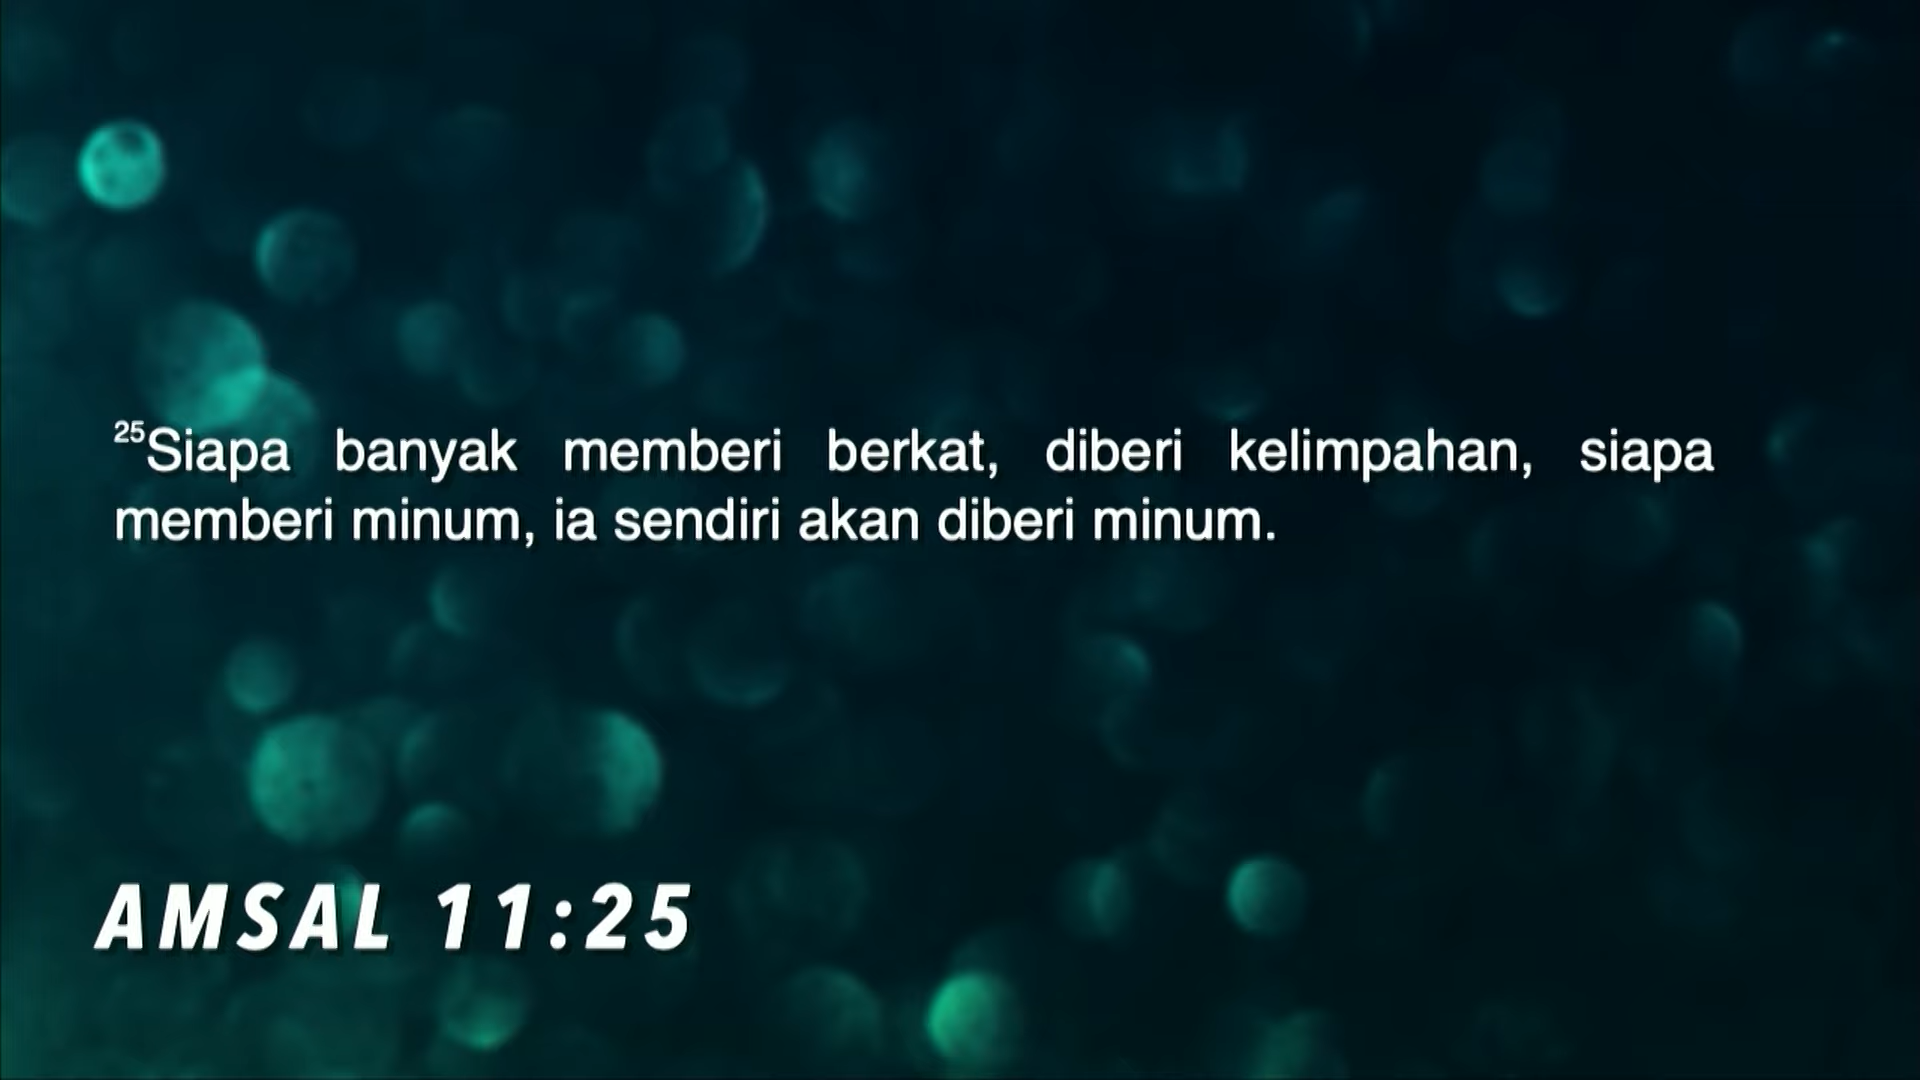 25Siapa banyak memberi berkat, diberi kelimpahan, siapa
memberi minum, ia sendiri akan diberi minum.
AMSAL 11:25